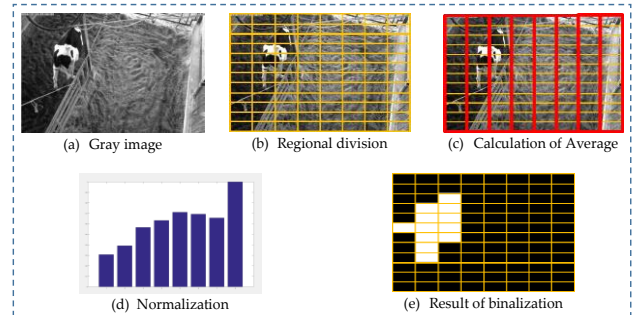 (a) Gray image
(b) Regional division
(c) Calculation of Average
(d) Normalization
(e) Result of binalization